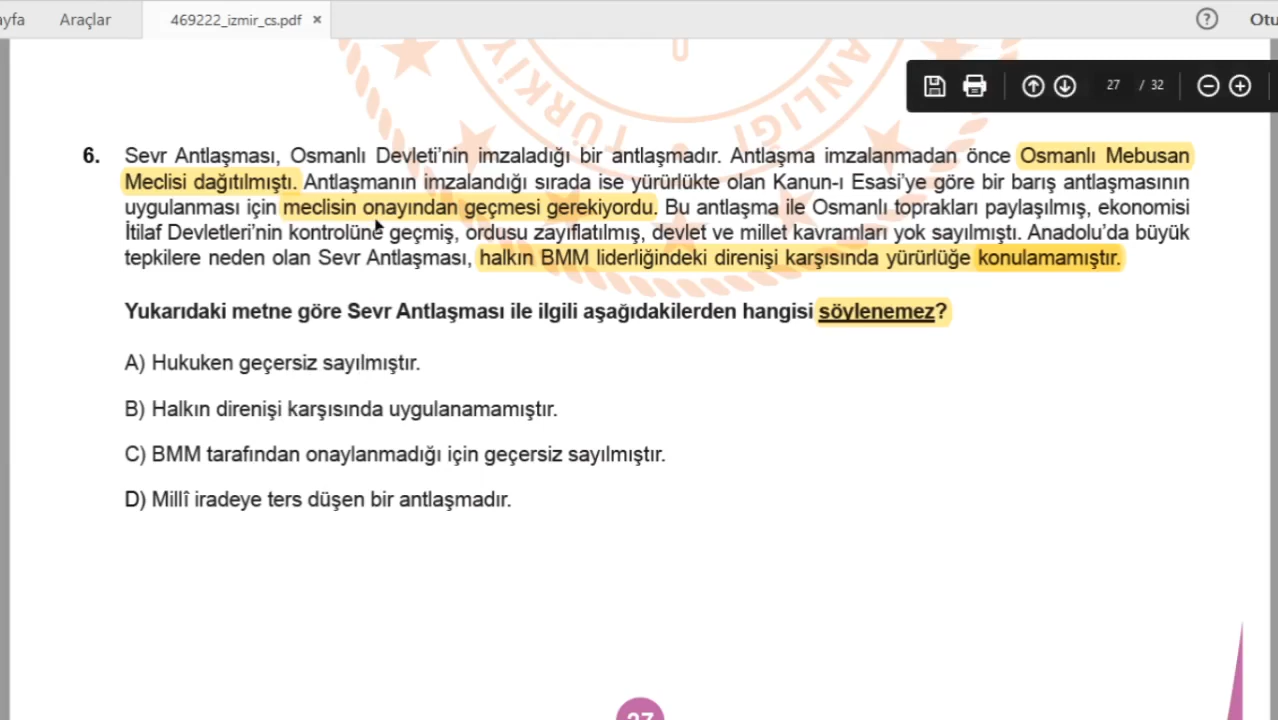 ayfa Araçlar 469222_izmir_cs.pdf × ? Otu
TÜRKİY ANLIĞI
27 / 32
6. Sevr Antlaşması, Osmanlı Devleti’nin imzaladığı bir antlaşmadır. Antlaşma imzalanmadan önce Osmanlı Mebusan
Meclisi dağıtılmıştı. Antlaşmanın imzalandığı sırada ise yürürlükte olan Kanun-ı Esasi’ye göre bir barış antlaşmasının
uygulanması için meclisin onayından geçmesi gerekiyordu. Bu antlaşma ile Osmanlı toprakları paylaşılmış, ekonomisi
İtilaf Devletleri’nin kontrolüne geçmiş, ordusu zayıflatılmış, devlet ve millet kavramları yok sayılmıştı. Anadolu’da büyük
tepkilere neden olan Sevr Antlaşması, halkın BMM liderliğindeki direnişi karşısında yürürlüğe konulamamıştır.
Yukarıdaki metne göre Sevr Antlaşması ile ilgili aşağıdakilerden hangisi söylenemez?
A) Hukuken geçersiz sayılmıştır.
B) Halkın direnişi karşısında uygulanamamıştır.
C) BMM tarafından onaylanmadığı için geçersiz sayılmıştır.
D) Millî iradeye ters düşen bir antlaşmadır.
27